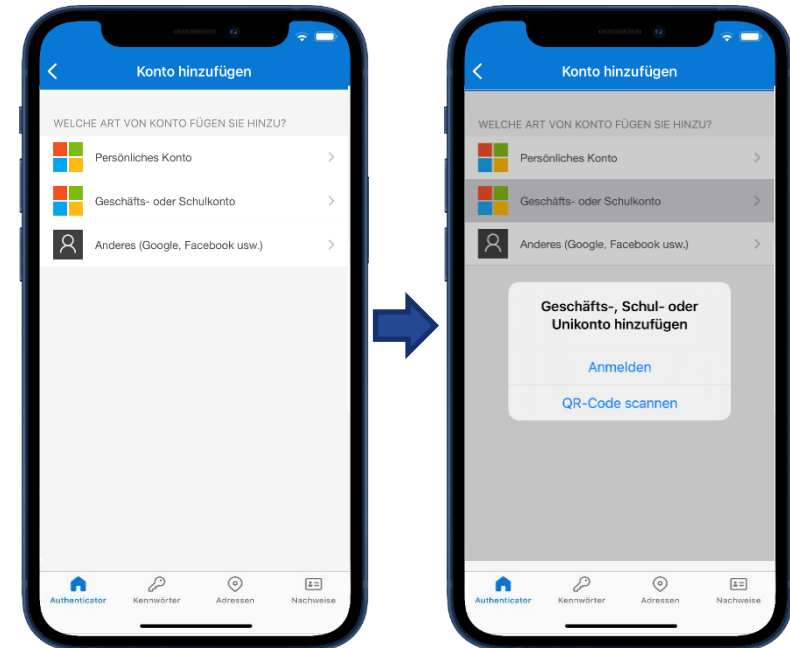 Konto hinzufügen
WELCHE ART VON KONTO FÜGEN SIE HINZU?
Persönliches Konto
Geschäfts- oder Schulkonto
Anderes (Google, Facebook usw.)
Authenticator
Kennwörter
Adressen
Nachweise
Konto hinzufügen
WELCHE ART VON KONTO FÜGEN SIE HINZU?
Persönliches Konto
Geschäfts- oder Schulkonto
Anderes (Google, Facebook usw.)
Geschäfts-, Schul- oder
Unikonto hinzufügen
Anmelden
QR-Code scannen
Authenticator
Kennwörter
Adressen
Nachweise